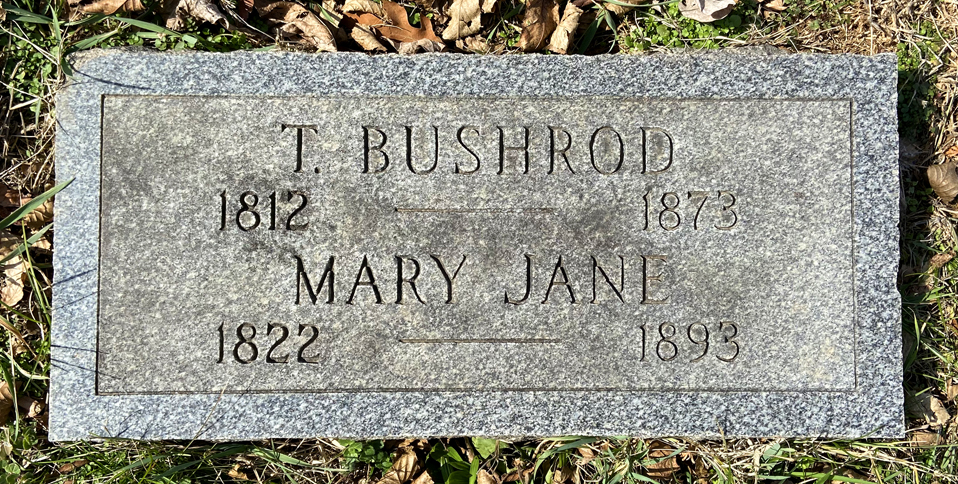 T. BUSHROD
1812 — 1873
MARY JANE
1822 — 1893